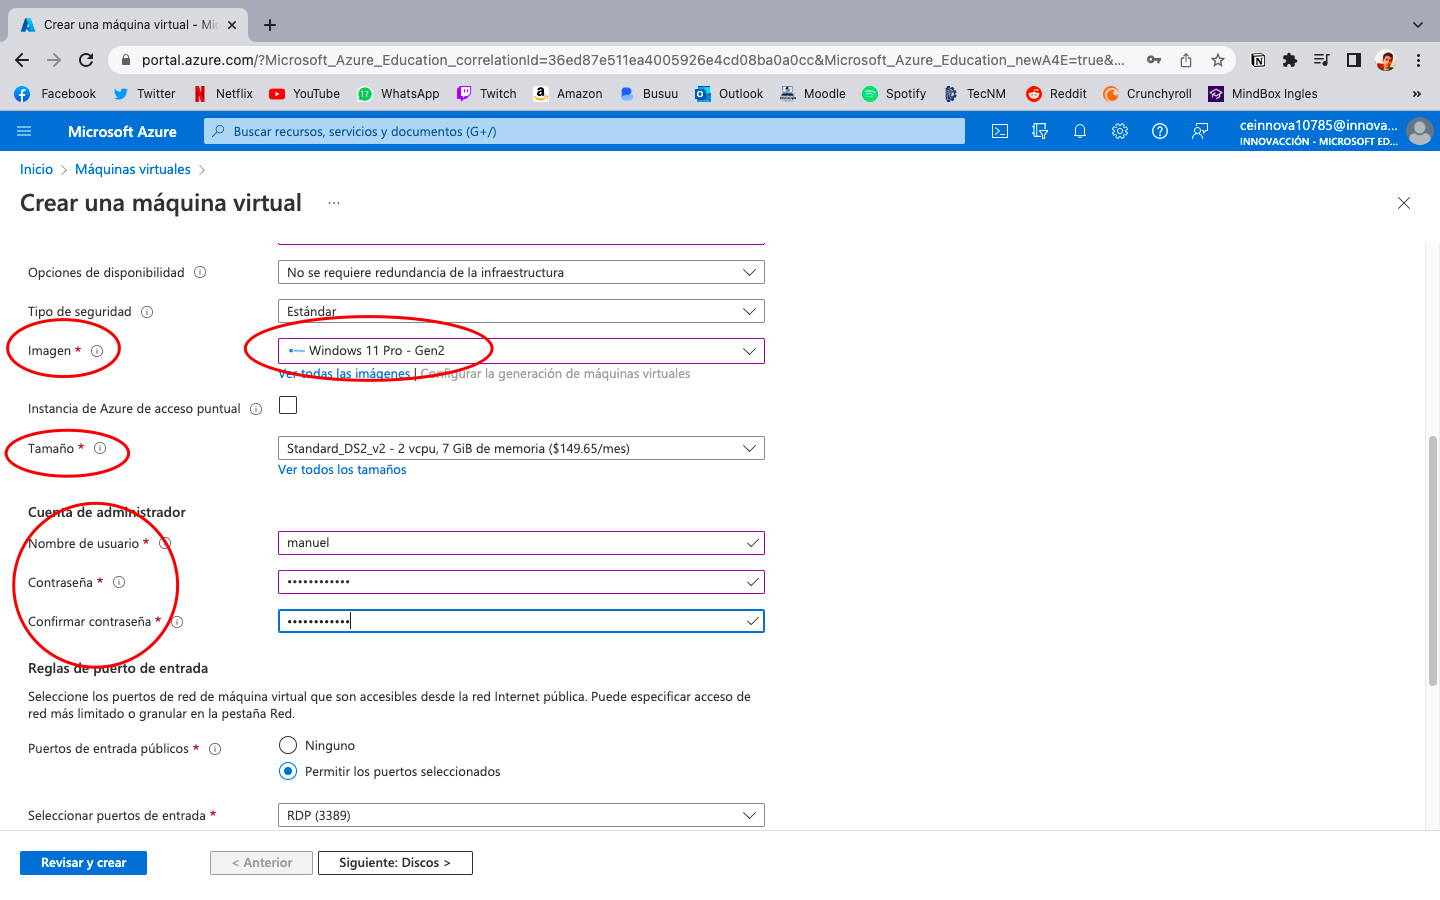 Crear una máquina virtual - Mic
portal.azure.com/?Microsoft_Azure_Education_correlationId=36ed87e511ea4005926e4cd08ba0a0cc&Microsoft_Azure_Education_newA4E=true&...
Facebook Twitter Netflix YouTube WhatsApp Twitch Amazon Busuu Outlook Moodle Spotify TecNM Reddit Crunchyroll MindBox Ingles »
Microsoft Azure Buscar recursos, servicios y documentos (G+/) ceinnova10785@innova...
INNOVACCIÓN - MICROSOFT ED...
Inicio > Máquinas virtuales >
Crear una máquina virtual ...
Opciones de disponibilidad No se requiere redundancia de la infraestructura
Tipo de seguridad Estándar
Imagen * Windows 11 Pro - Gen2
Ver todas las imágenes | Configurar la generación de máquinas virtuales
Instancia de Azure de acceso puntual
Tamaño * Standard_DS2_v2 - 2 vcpu, 7 GiB de memoria ($149.65/mes)
Ver todos los tamaños
Cuenta de administrador
Nombre de usuario * manuel
Contraseña * ••••••••••••
Confirmar contraseña * ••••••••••••
Reglas de puerto de entrada
Seleccione los puertos de red de máquina virtual que son accesibles desde la red Internet pública. Puede especificar acceso de
red más limitado o granular en la pestaña Red.
Puertos de entrada públicos * Ninguno
Permitir los puertos seleccionados
Seleccionar puertos de entrada * RDP (3389)
Revisar y crear < Anterior Siguiente: Discos >